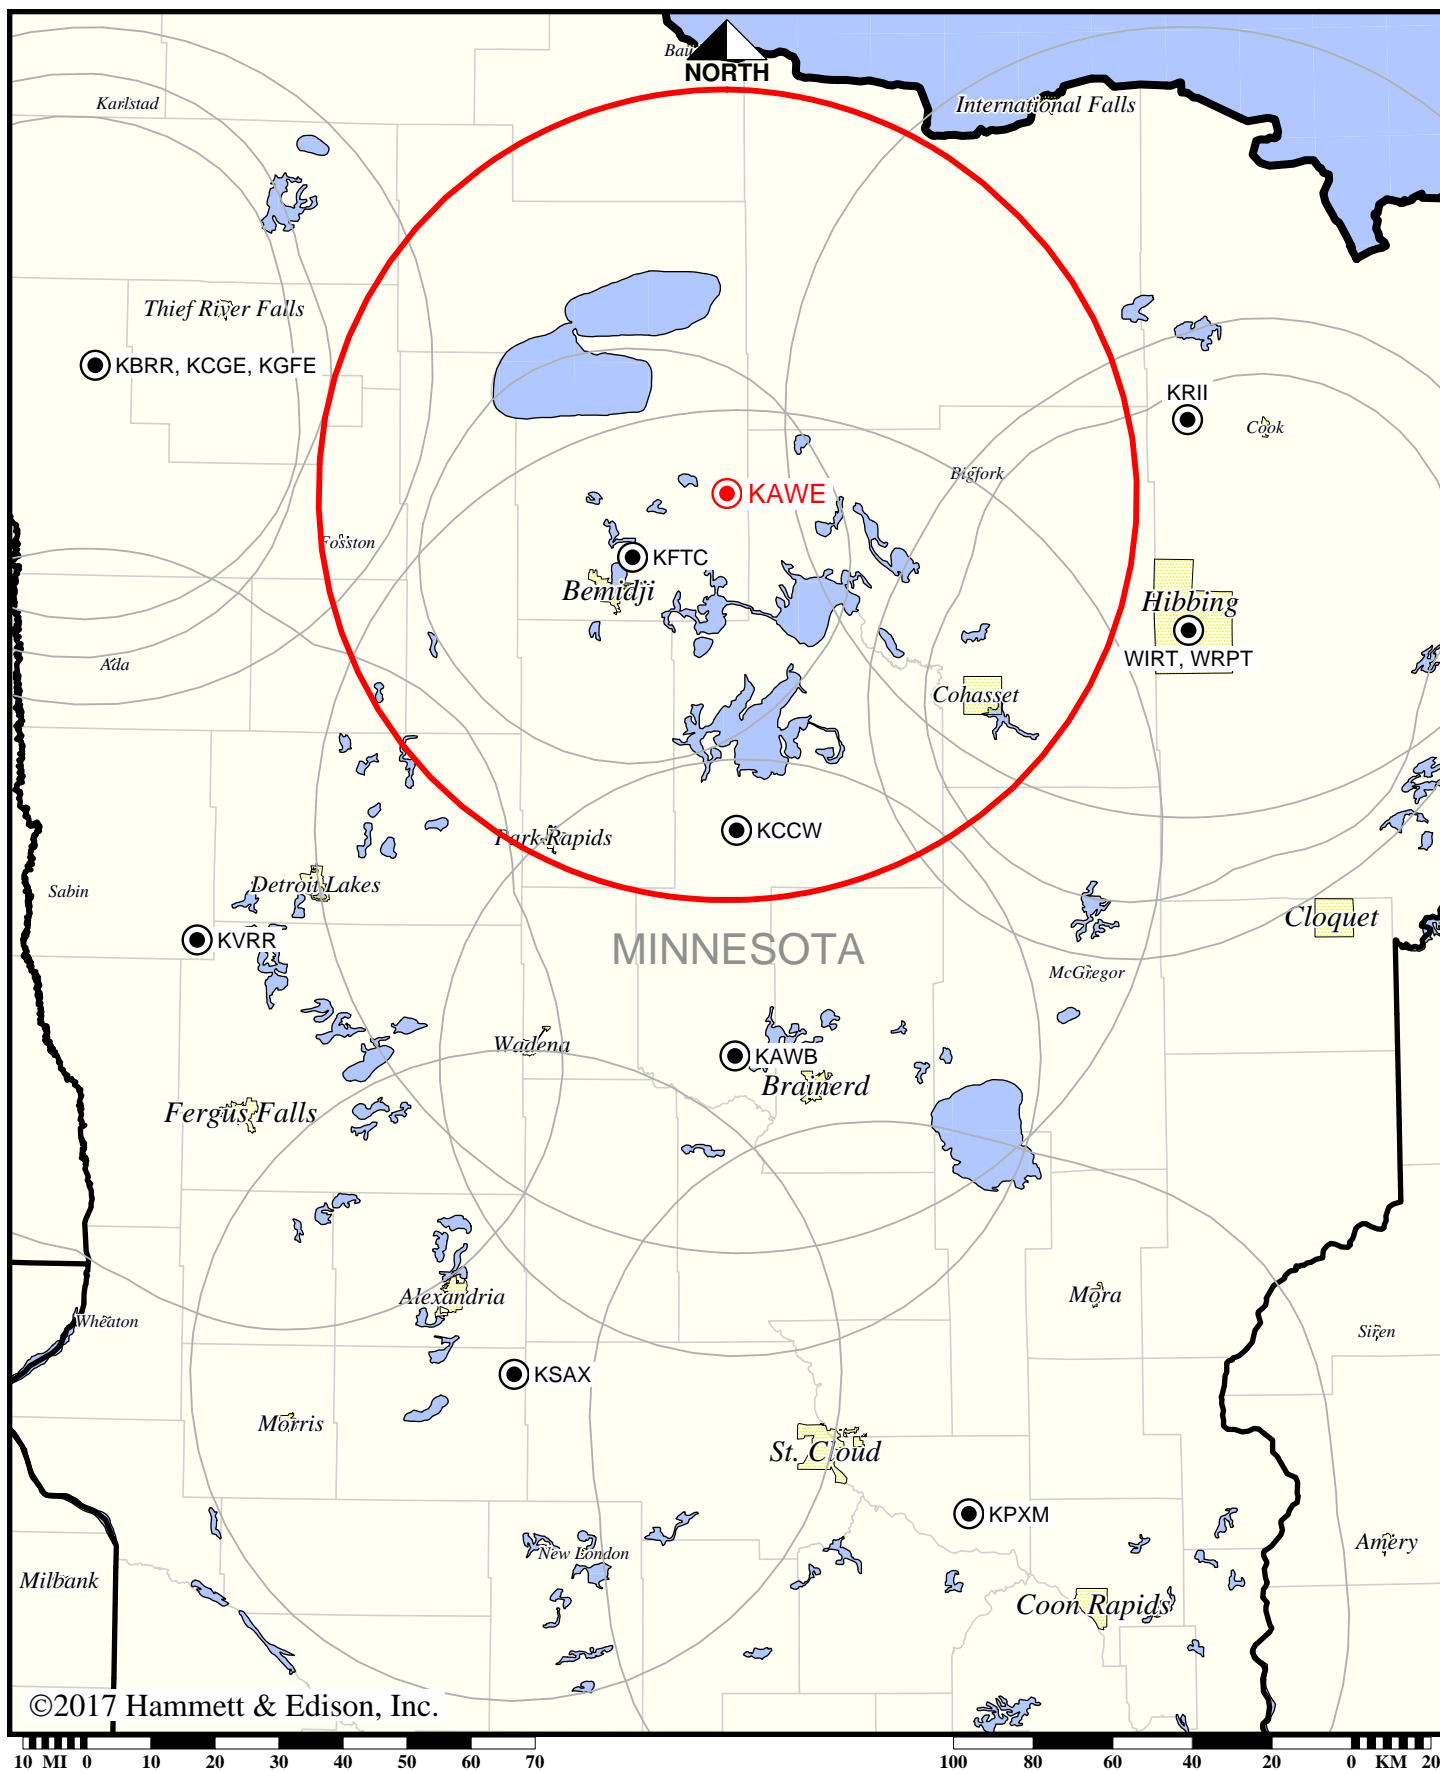 NORTH
International Falls
Karlstad
Thief River Falls
KBRR, KCGE, KGFE
KRII
Cook
Bigfork
KAWE
Fosston
KFTC
Bemidji
Hibbing
WIRT, WRPT
Ada
Cohasset
KCCW
Park Rapids
Detroit Lakes
Sabin
Cloquet
KVRR
MINNESOTA
McGregor
Wadena
KAWB
Brainerd
Fergus Falls
Alexandria
Mora
Wheaton
Siren
KSAX
Morris
St. Cloud
KPXM
New London
Amery
Milbank
Coon Rapids
©2017 Hammett & Edison, Inc.
10 MI 0 10 20 30 40 50 60 70
100 80 60 40 20 0 KM 20